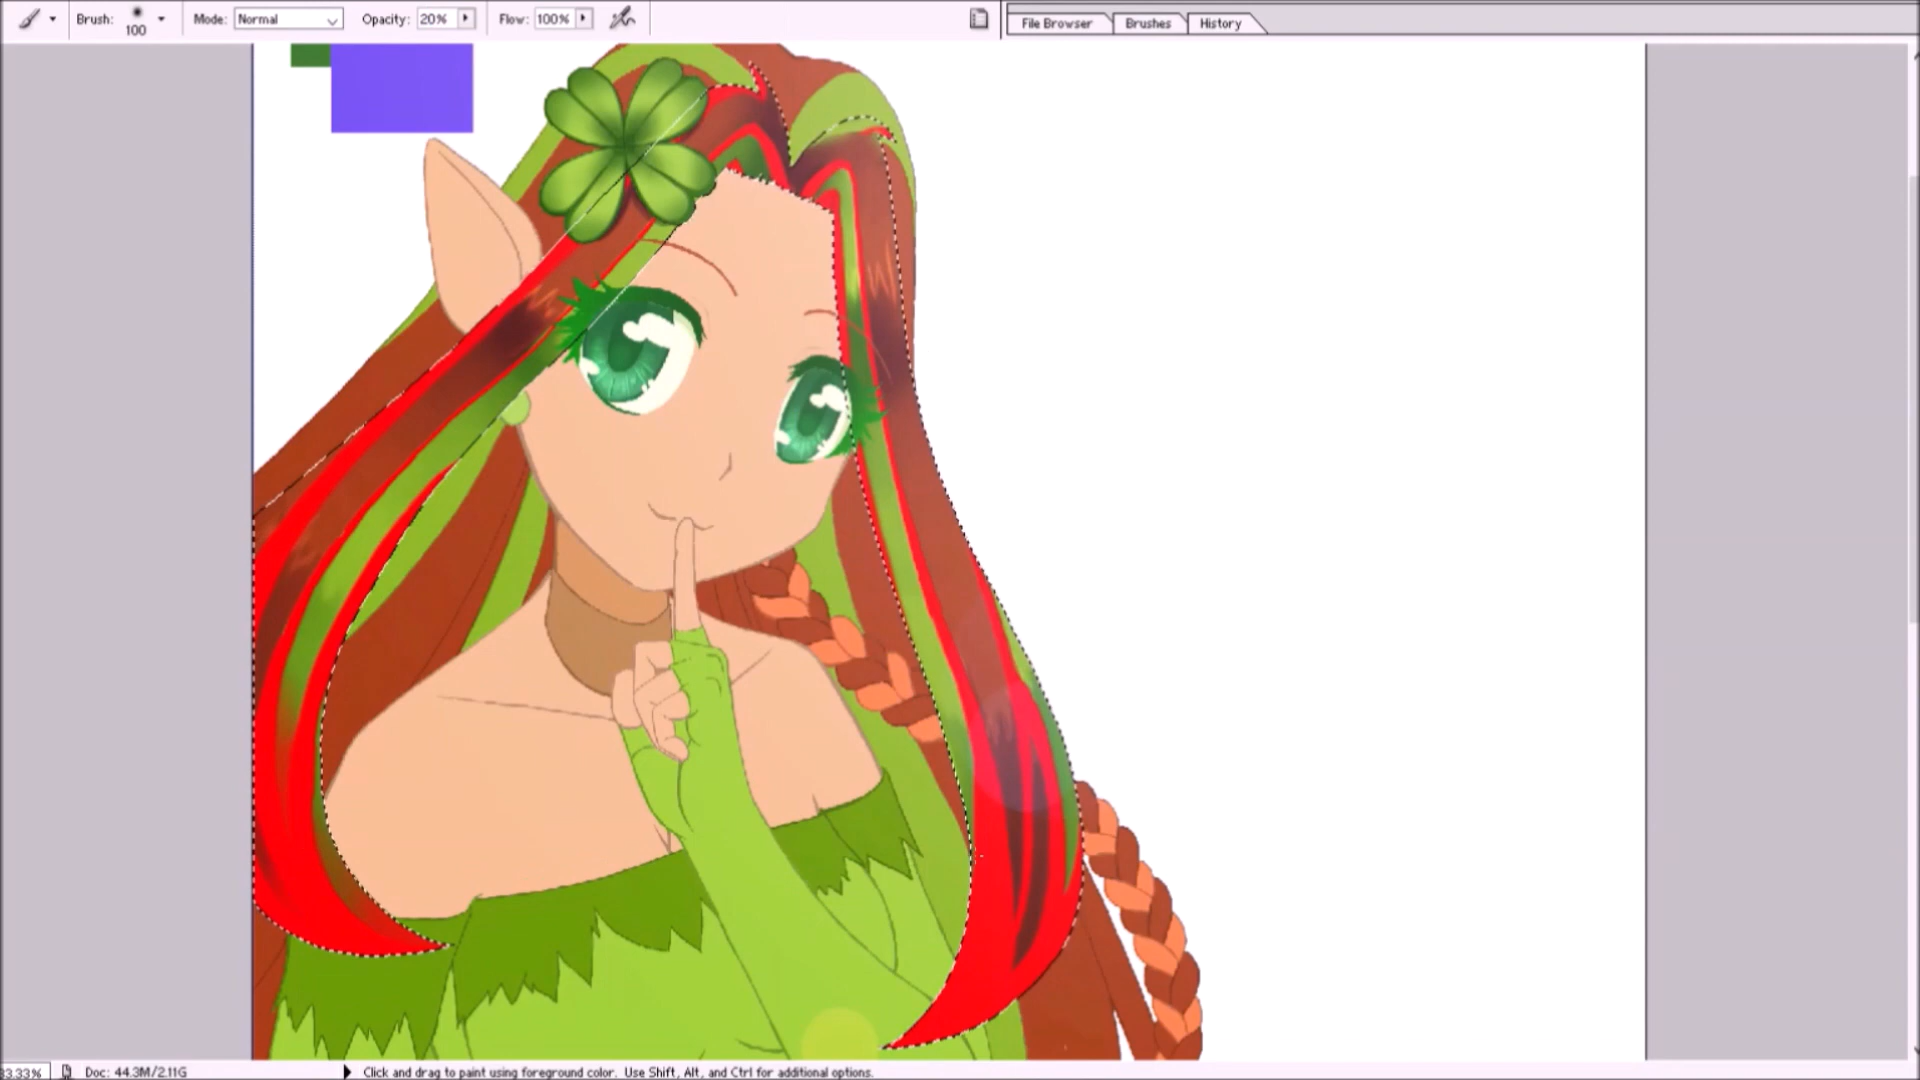 Brush: 100 Mode: Normal Opacity: 20% Flow: 100% File Browser Brushes History
33.33% Doc: 44.3M/2.11G Click and drag to paint using foreground color. Use Shift, Alt, and Ctrl for additional options.